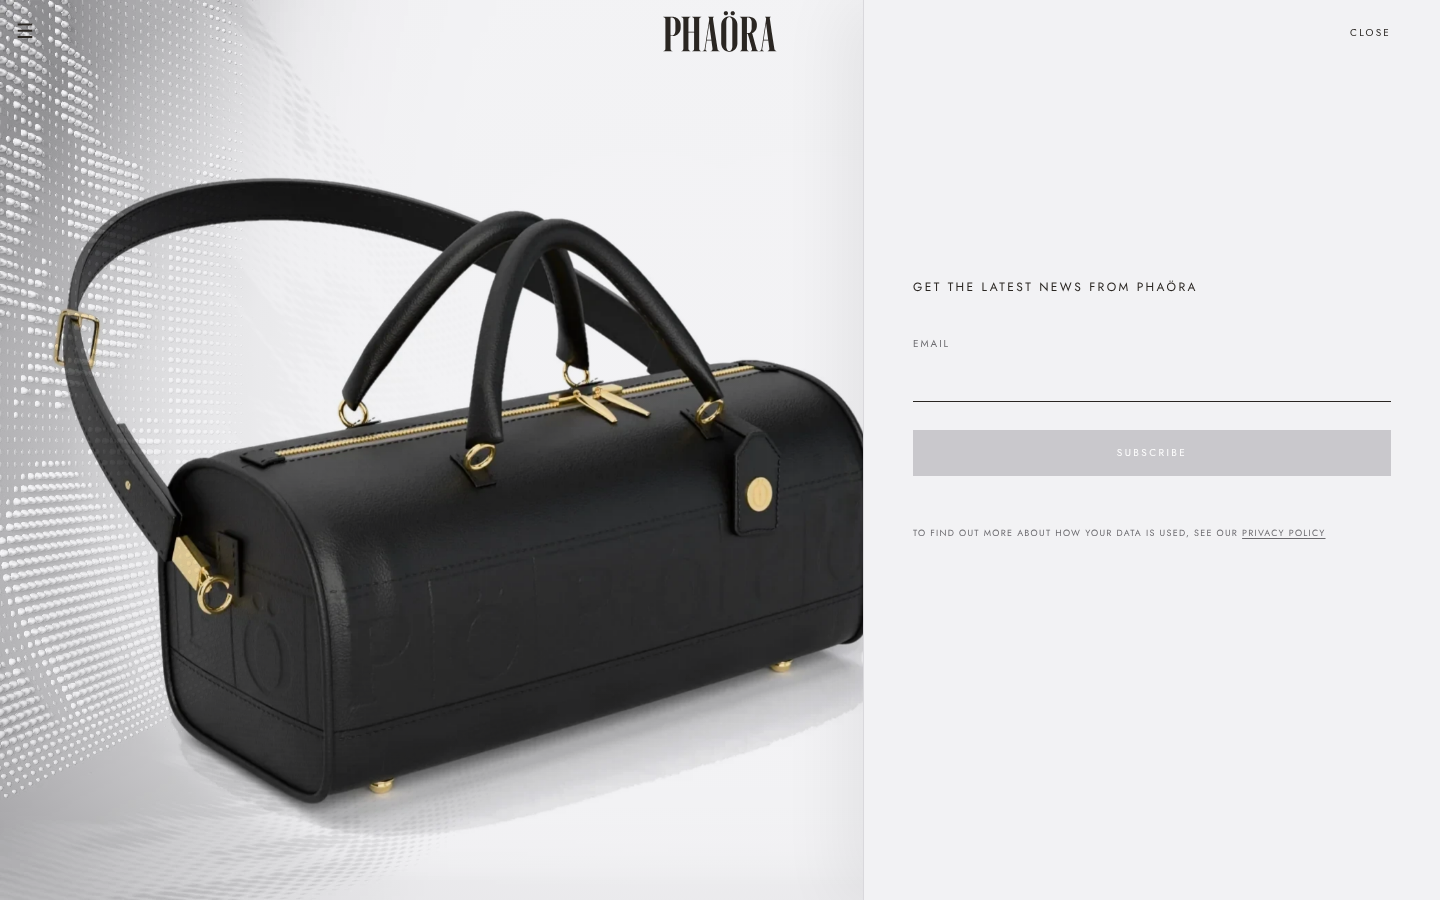 PHAÖRA
CLOSE
GET THE LATEST NEWS FROM PHAÖRA
EMAIL
SUBSCRIBE
TO FIND OUT MORE ABOUT HOW YOUR DATA IS USED, SEE OUR PRIVACY POLICY